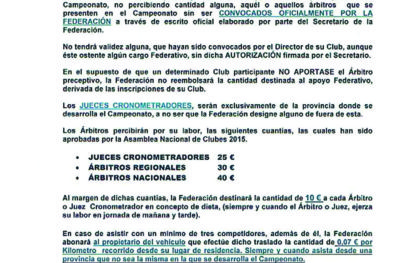 Campeonato, no percibiendo cantidad alguna, aquél o aquellos árbitros que se
presenten en el Campeonato sin ser CONVOCADOS OFICIALMENTE POR LA
FEDERACIÓN a través de escrito oficial elaborado por parte del Secretario de la
Federación.
No tendrá validez alguna, que hayan sido convocados por el Director de su Club, aunque
éste ostente algún cargo Federativo, sin dicha AUTORIZACIÓN firmada por el Secretario.
En el supuesto de que un determinado Club participante NO APORTASE el Árbitro
preceptivo, la Federación no reembolsará la cantidad destinada al apoyo Federativo,
derivada de las inscripciones de su Club.
Los JUECES CRONOMETRADORES, serán exclusivamente de la provincia donde se
desarrolla el Campeonato, a no ser que la Federación designe alguno de fuera de esta.
Los Árbitros percibirán por su labor, las siguientes cuantías, las cuales han sido
aprobadas por la Asamblea Nacional de Clubes 2015.
• JUECES CRONOMETRADORES 25 €
• ÁRBITROS REGIONALES 30 €
• ÁRBITROS NACIONALES 40 €
Al margen de dichas cuantías, la Federación destinará la cantidad de 10 € a cada Árbitro
o Juez Cronometrador en concepto de dieta, (siempre y cuando el Árbitro o Juez, ejerza
su labor en jornada de mañana y tarde).
En caso de asistir con un mínimo de tres competidores, además de él, la Federación
abonará al propietario del vehículo que efectúe dicho traslado la cantidad de 0,07 € por
Kilometro recorrido desde su lugar de residencia. Siempre y cuando asista desde una
provincia que no sea la misma en la que se desarrolla el Campeonato.